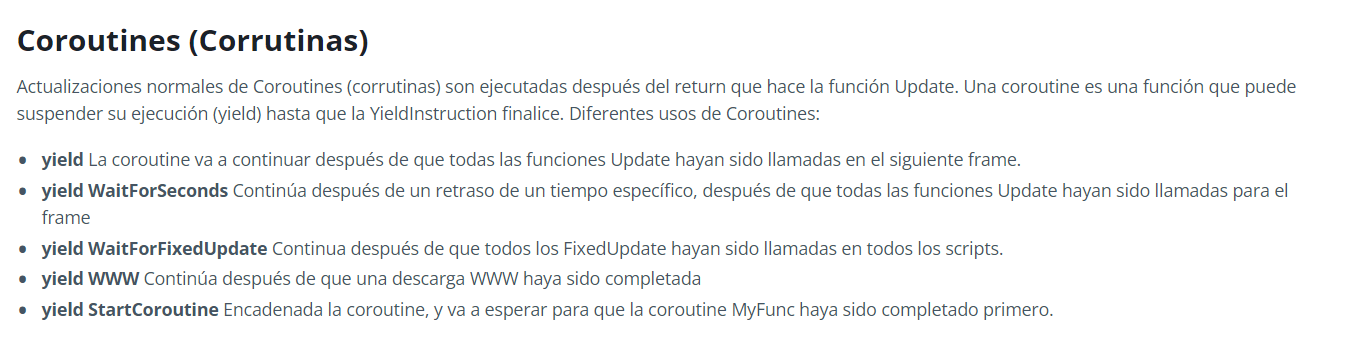 Coroutines (Corrutinas)
Actualizaciones normales de Coroutines (corrutinas) son ejecutadas después del return que hace la función Update. Una coroutine es una función que puede
suspender su ejecución (yield) hasta que la YieldInstruction finalice. Diferentes usos de Coroutines:
• yield La coroutine va a continuar después de que todas las funciones Update hayan sido llamadas en el siguiente frame.
• yield WaitForSeconds Continúa después de un retraso de un tiempo específico, después de que todas las funciones Update hayan sido llamadas para el
frame
• yield WaitForFixedUpdate Continua después de que todos los FixedUpdate hayan sido llamadas en todos los scripts.
• yield WWW Continúa después de que una descarga WWW haya sido completada
• yield StartCoroutine Encadenada la coroutine, y va a esperar para que la coroutine MyFunc haya sido completado primero.